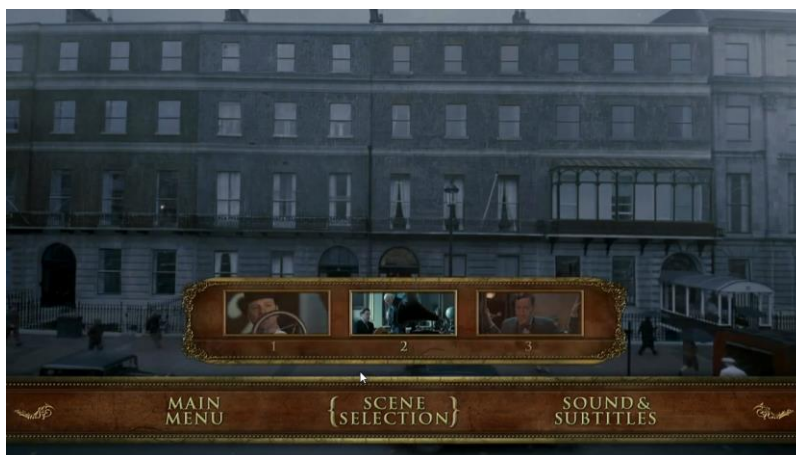 1 2 3
MAIN MENU
{SCENE SELECTION}
SOUND & SUBTITLES